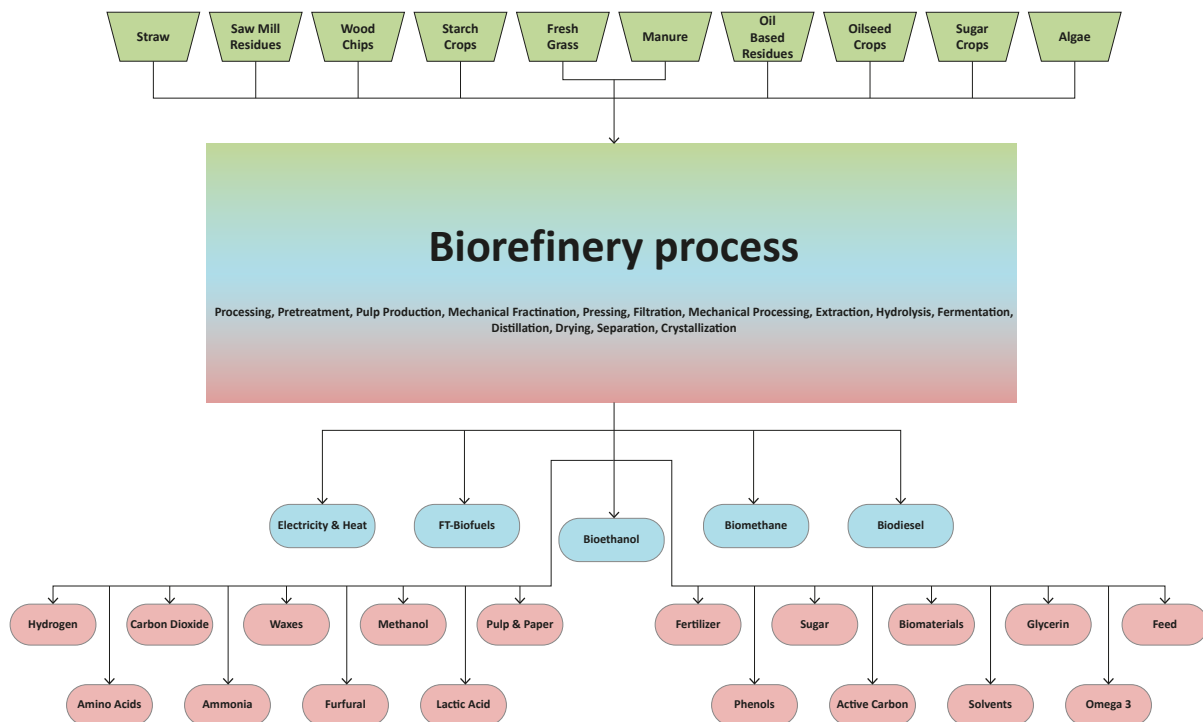 Straw
Saw Mill
Residues
Wood
Chips
Starch
Crops
Fresh
Grass
Manure
Oil
Based
Residues
Oilseed
Crops
Sugar
Crops
Algae
Biorefinery process
Processing, Pretreatment, Pulp Production, Mechanical Fractination, Pressing, Filtration, Mechanical Processing, Extraction, Hydrolysis, Fermentation,
Distillation, Drying, Separation, Crystallization
Electricity & Heat
FT-Biofuels
Bioethanol
Biomethane
Biodiesel
Hydrogen
Carbon Dioxide
Waxes
Methanol
Pulp & Paper
Fertilizer
Sugar
Biomaterials
Glycerin
Feed
Amino Acids
Ammonia
Furfural
Lactic Acid
Phenols
Active Carbon
Solvents
Omega 3